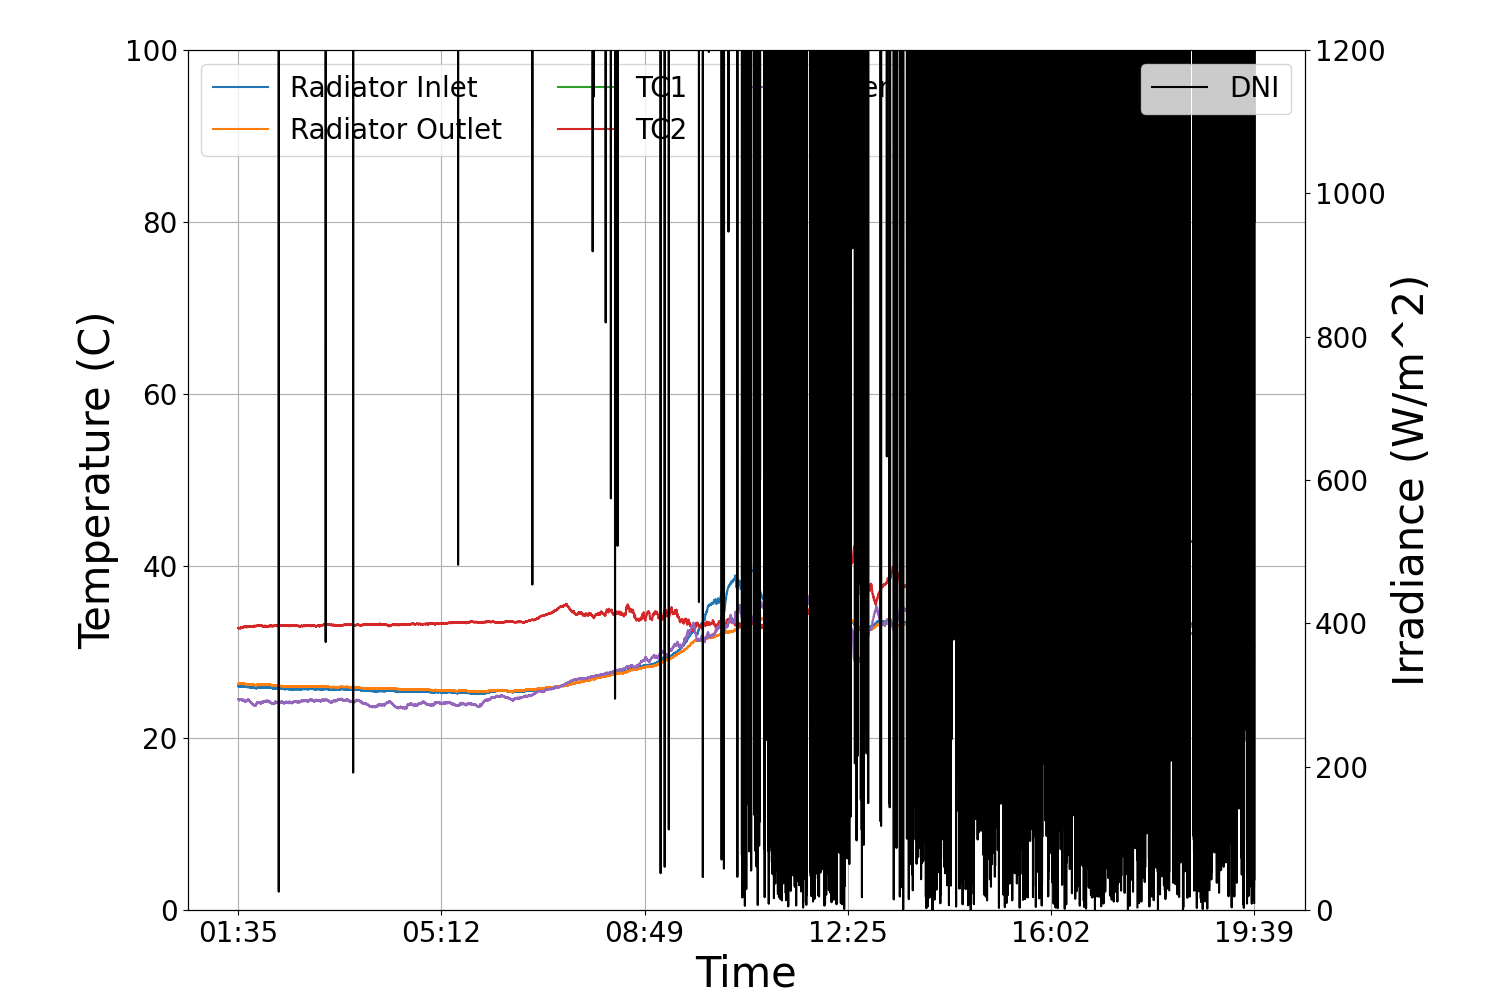 100
80
60
40
20
0
Temperature (C)
Radiator Inlet
Radiator Outlet
TC1
TC2
DNI
1200
1000
800
600
400
200
0
Irradiance (W/m^2)
01:35 05:12 08:49 12:25 16:02 19:39
Time